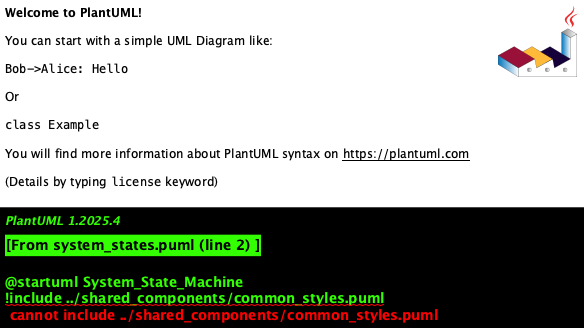 Welcome to PlantUML!
You can start with a simple UML Diagram like:
Bob->Alice: Hello
Or
class Example
You will find more information about PlantUML syntax on https://plantuml.com
(Details by typing license keyword)
PlantUML 1.2025.4
[From system_states.puml (line 2) ]
@startuml System_State_Machine
!include ../shared_components/common_styles.puml
cannot include ../shared_components/common_styles.puml